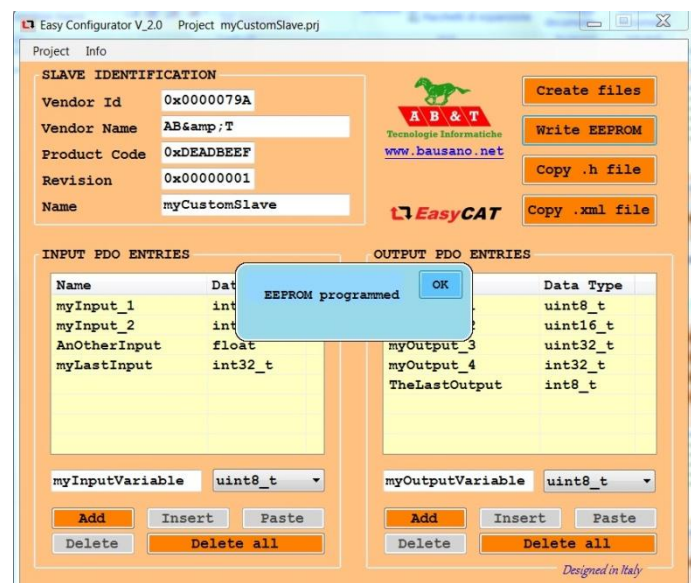 Easy Configurator V_2.0 Project myCustomSlave.prj
Project Info
SLAVE IDENTIFICATION
Vendor Id 0x0000079A
Vendor Name AB&amp;T
Product Code 0xDEADBEEF
Revision 0x00000001
Name myCustomSlave
A B & T
Tecnologie Informatiche
www.bausano.net
EasyCAT
Create files
Write EEPROM
Copy .h file
Copy .xml file
INPUT PDO ENTRIES
Name
myInput_1 int
myInput_2 int
AnOtherInput float
myLastInput int32_t
EEPROM programmed OK
OUTPUT PDO ENTRIES
Data Type
uint8_t
uint16_t
myOutput_3 uint32_t
myOutput_4 int32_t
TheLastOutput int8_t
myInputVariable uint8_t
Add Insert Paste
Delete Delete all
myOutputVariable uint8_t
Add Insert Paste
Delete Delete all
Designed in Italy